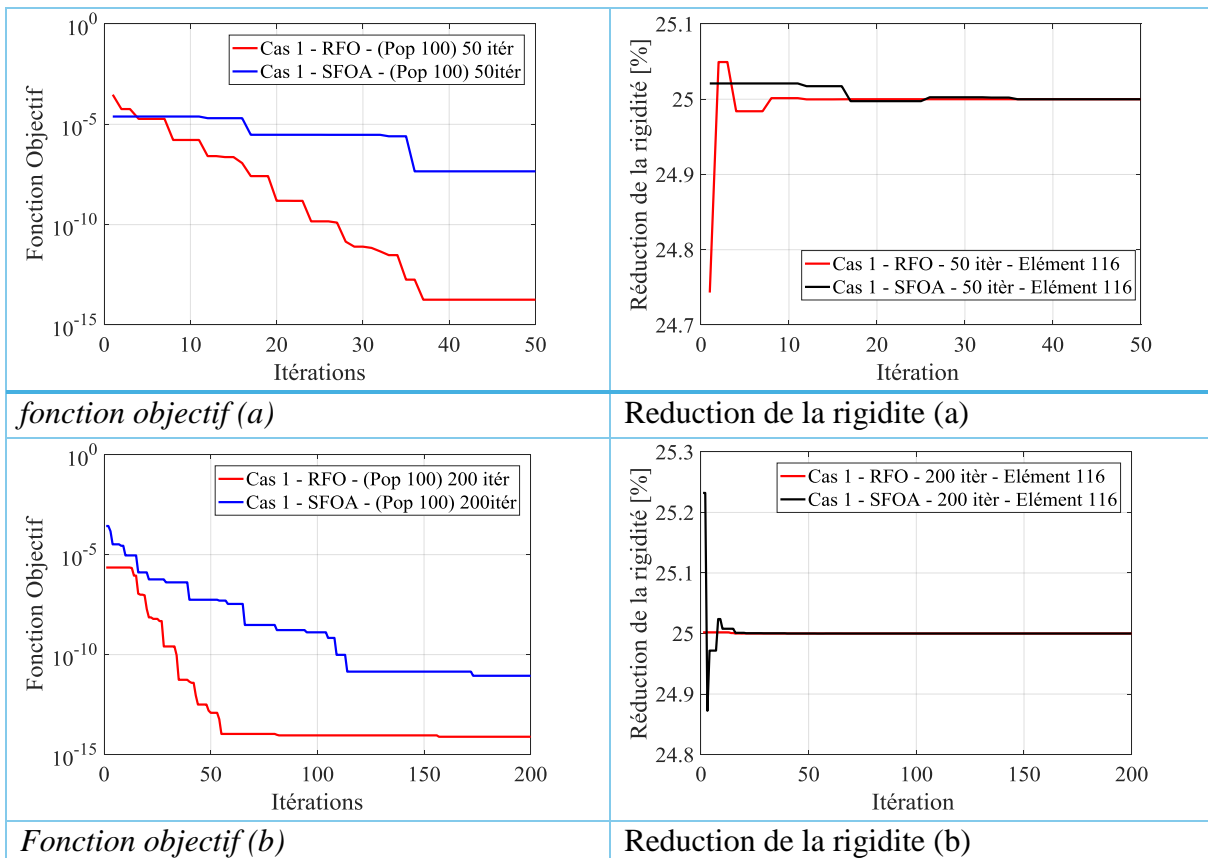 10^0
10^-5
10^-10
10^-15
Fonction Objectif
Cas 1 - RFO - (Pop 100) 50 itér
Cas 1 - SFOA - (Pop 100) 50itér
0 10 20 30 40 50
Itérations
25.1
25
24.9
24.8
24.7
Réduction de la rigidité [%]
Cas 1 - RFO - 50 itèr - Elément 116
Cas 1 - SFOA - 50 itèr - Elément 116
0 10 20 30 40 50
Itération
fonction objectif (a)
Reduction de la rigidite (a)
10^0
10^-5
10^-10
10^-15
Fonction Objectif
Cas 1 - RFO - (Pop 100) 200 itér
Cas 1 - SFOA - (Pop 100) 200itér
0 50 100 150 200
Itérations
25.3
25.2
25.1
25
24.9
24.8
Réduction de la rigidité [%]
Cas 1 - RFO - 200 itèr - Elément 116
Cas 1 - SFOA - 200 itèr - Elément 116
0 50 100 150 200
Itération
Fonction objectif (b)
Reduction de la rigidite (b)